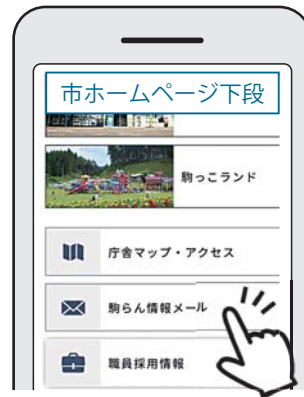 市ホームページ下段
駒っこランド
庁舎マップ・アクセス
駒らん情報メール
職員採用情報